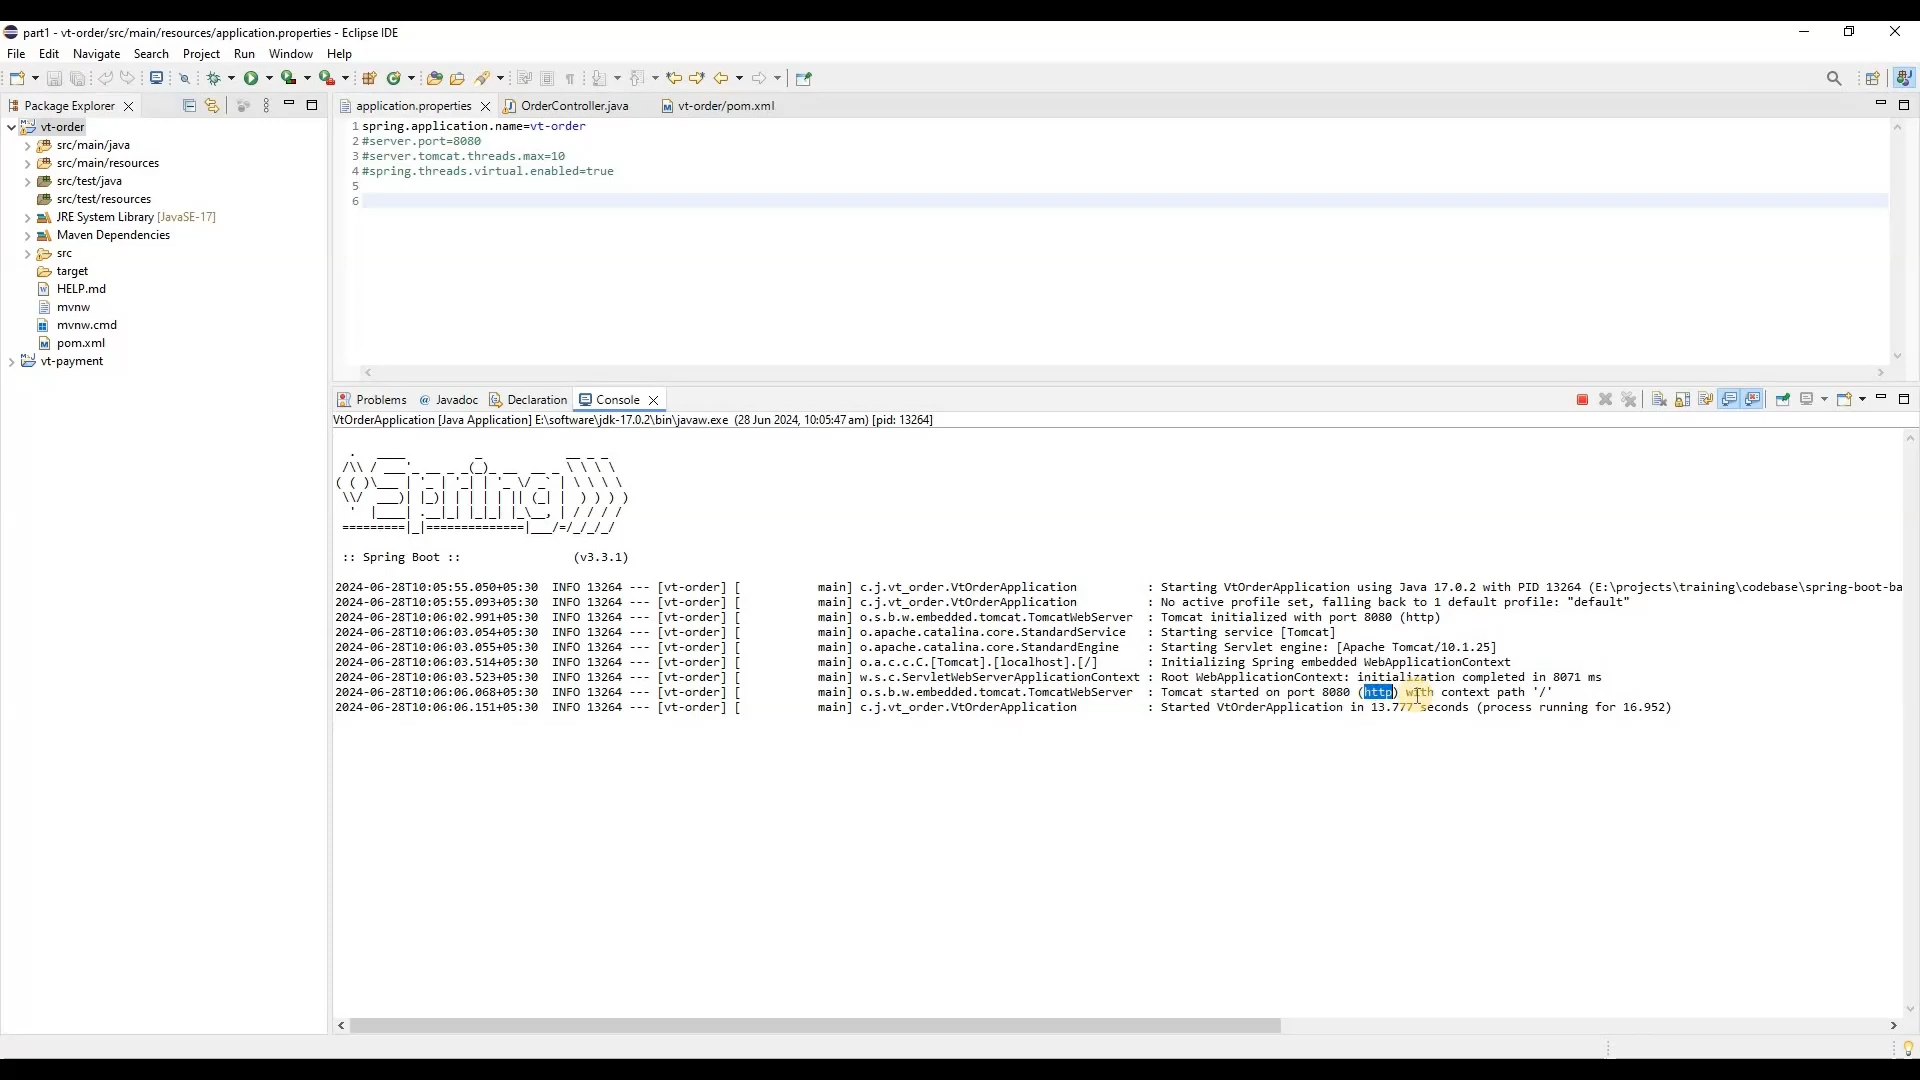 part1 - vt-order/src/main/resources/application.properties - Eclipse IDE
File Edit Navigate Search Project Run Window Help
Package Explorer
vt-order
src/main/java
src/main/resources
src/test/java
src/test/resources
JRE System Library [JavaSE-17]
Maven Dependencies
src
target
HELP.md
mvnw
mvnw.cmd
pom.xml
vt-payment
application.properties OrderController.java vt-order/pom.xml
1 spring.application.name=vt-order
2 #server.port=8080
3 #server.tomcat.threads.max=10
4 #spring.threads.virtual.enabled=true
5
6
Problems Javadoc Declaration Console
VtOrderApplication [Java Application] E:\software\jdk-17.0.2\bin\javaw.exe (28 Jun 2024, 10:05:47 am) [pid: 13264]
  .   ____          _            __ _ _
 /\\ / ___'_ __ _ _(_)_ __  __ _ \ \ \ \
( ( )\___ | '_ | '_| | '_ \/ _` | \ \ \ \
 \\/  ___)| |_)| | | | | || (_| |  ) ) ) )
  '  |____| .__|_| |_|_| |_\__, | / / / /
 =========|_|==============|___/=/_/_/_/
:: Spring Boot :: (v3.3.1)
2024-06-28T10:05:55.050+05:30 INFO 13264 --- [vt-order] [ main] c.j.vt_order.VtOrderApplication : Starting VtOrderApplication using Java 17.0.2 with PID 13264 (E:\projects\training\codebase\spring-boot-ba
2024-06-28T10:05:55.093+05:30 INFO 13264 --- [vt-order] [ main] c.j.vt_order.VtOrderApplication : No active profile set, falling back to 1 default profile: "default"
2024-06-28T10:06:02.991+05:30 INFO 13264 --- [vt-order] [ main] o.s.b.w.embedded.tomcat.TomcatWebServer : Tomcat initialized with port 8080 (http)
2024-06-28T10:06:03.054+05:30 INFO 13264 --- [vt-order] [ main] o.apache.catalina.core.StandardService : Starting service [Tomcat]
2024-06-28T10:06:03.055+05:30 INFO 13264 --- [vt-order] [ main] o.apache.catalina.core.StandardEngine : Starting Servlet engine: [Apache Tomcat/10.1.25]
2024-06-28T10:06:03.514+05:30 INFO 13264 --- [vt-order] [ main] o.a.c.c.C.[Tomcat].[localhost].[/] : Initializing Spring embedded WebApplicationContext
2024-06-28T10:06:03.523+05:30 INFO 13264 --- [vt-order] [ main] w.s.c.ServletWebServerApplicationContext : Root WebApplicationContext: initialization completed in 8071 ms
2024-06-28T10:06:06.068+05:30 INFO 13264 --- [vt-order] [ main] o.s.b.w.embedded.tomcat.TomcatWebServer : Tomcat started on port 8080 (http) with context path '/'
2024-06-28T10:06:06.151+05:30 INFO 13264 --- [vt-order] [ main] c.j.vt_order.VtOrderApplication : Started VtOrderApplication in 13.777 seconds (process running for 16.952)